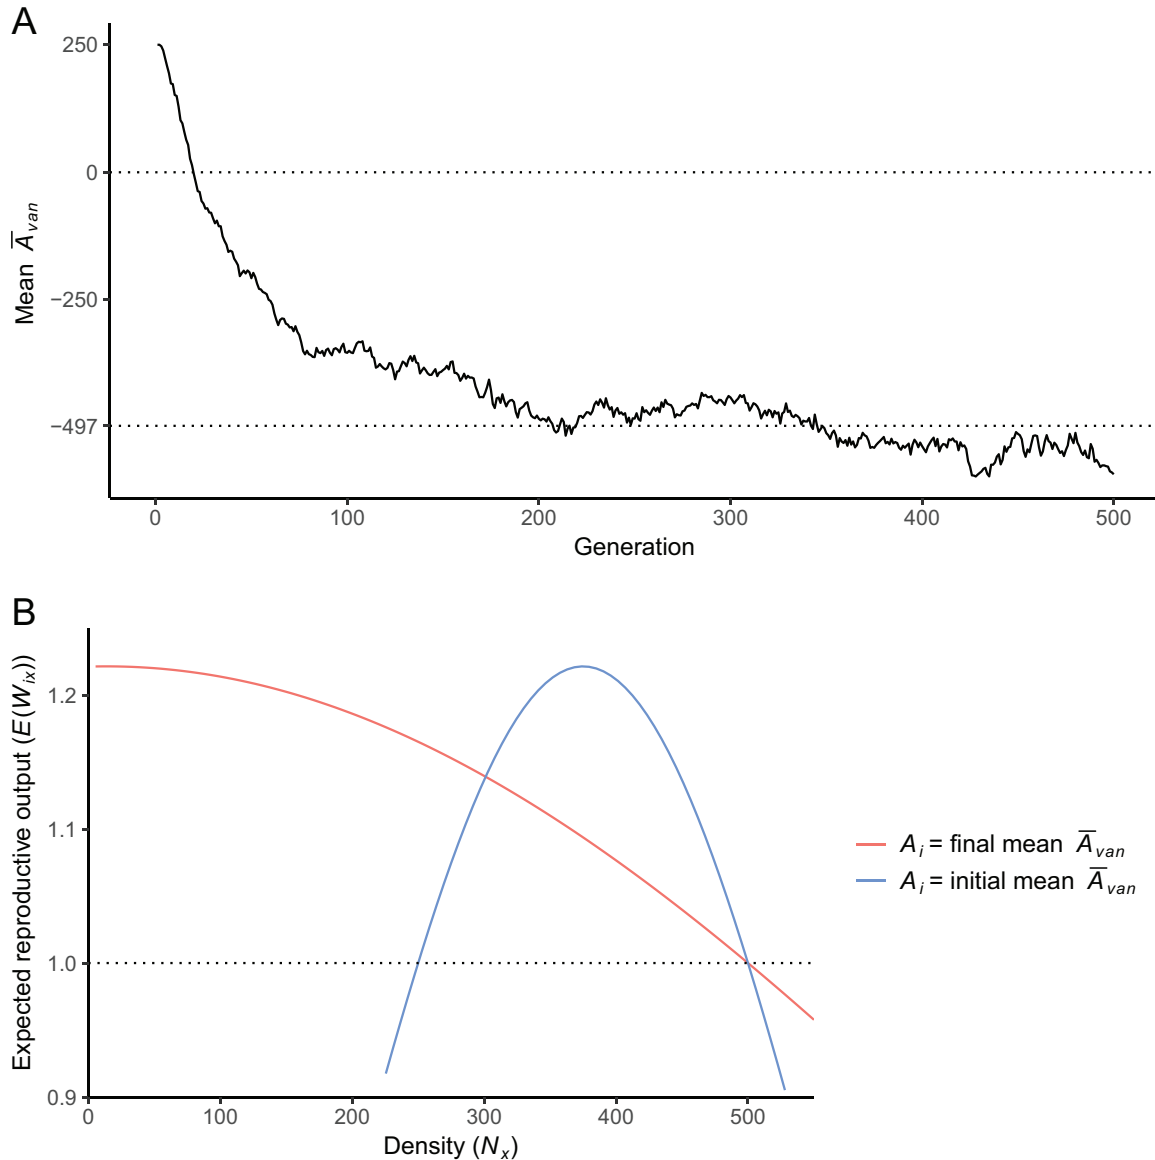 A
250
0
−250
−497
Mean A̅van
0 100 200 300 400 500
Generation
B
1.2
1.1
1.0
0.9
Expected reproductive output (E(Wix))
0 100 200 300 400 500
Density (Nx)
Ai = final mean A̅van
Ai = initial mean A̅van